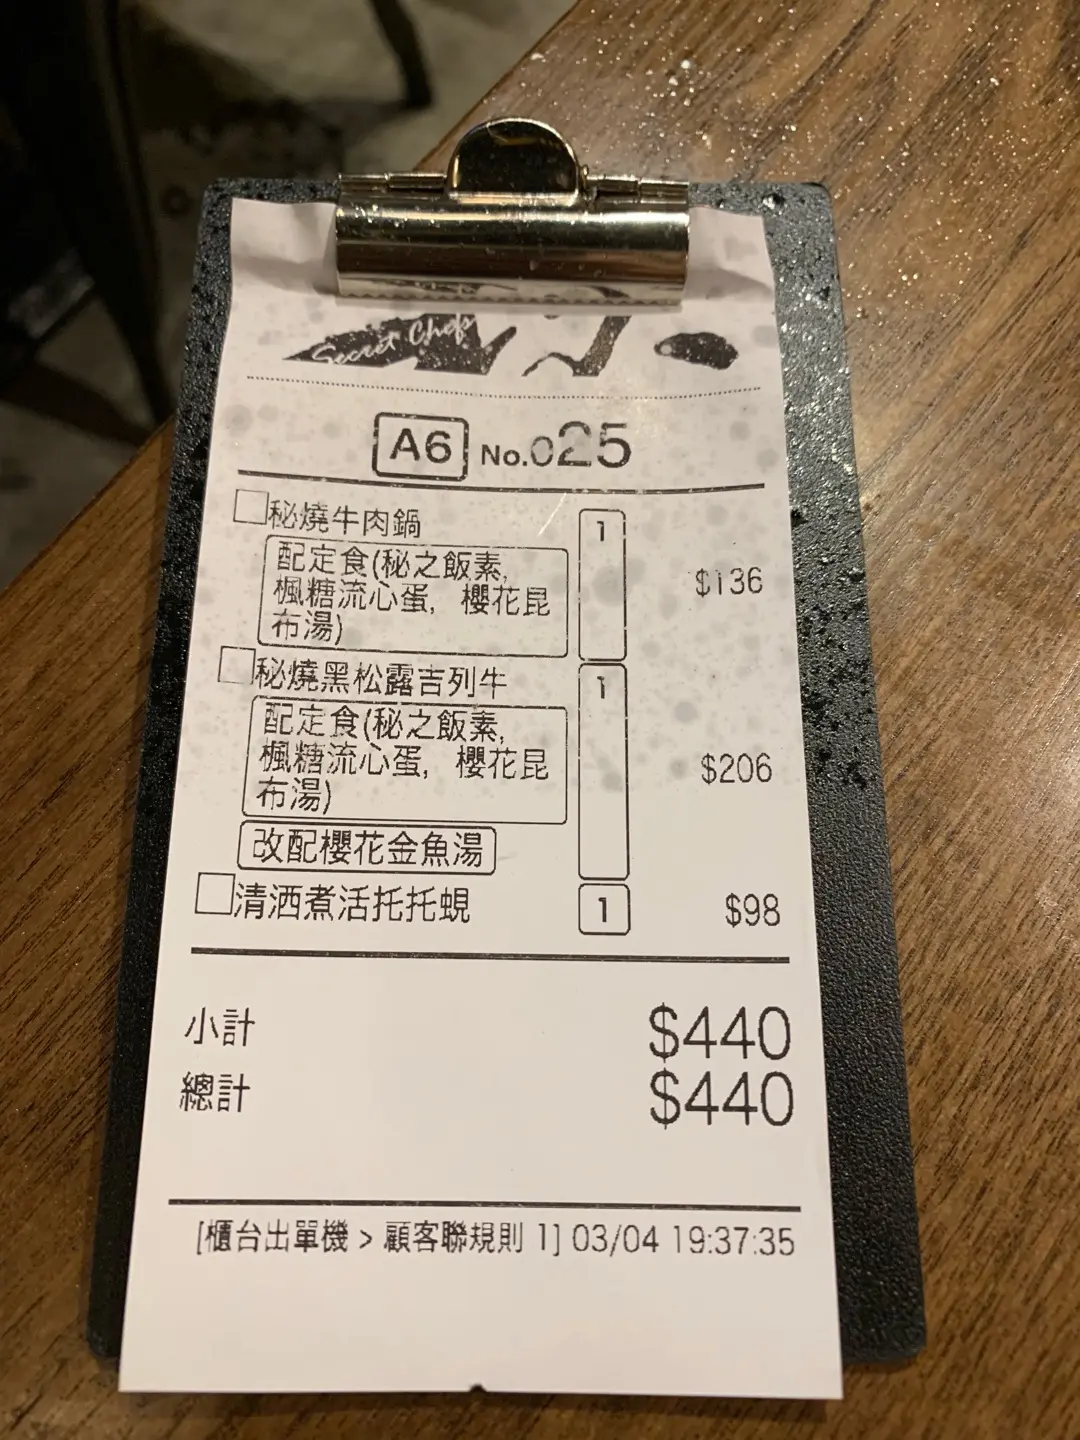 Secret Chefs
A6 No.025
秘燒牛肉鍋 1
配定食(秘之飯素,
楓糖流心蛋, 櫻花昆
布湯)
$136
秘燒黑松露吉列牛 1
配定食(秘之飯素,
楓糖流心蛋, 櫻花昆
布湯)
$206
改配櫻花金魚湯
清酒煮活托托蜆 1 $98
小計 $440
總計 $440
[櫃台出單機 > 顧客聯規則 1] 03/04 19:37:35